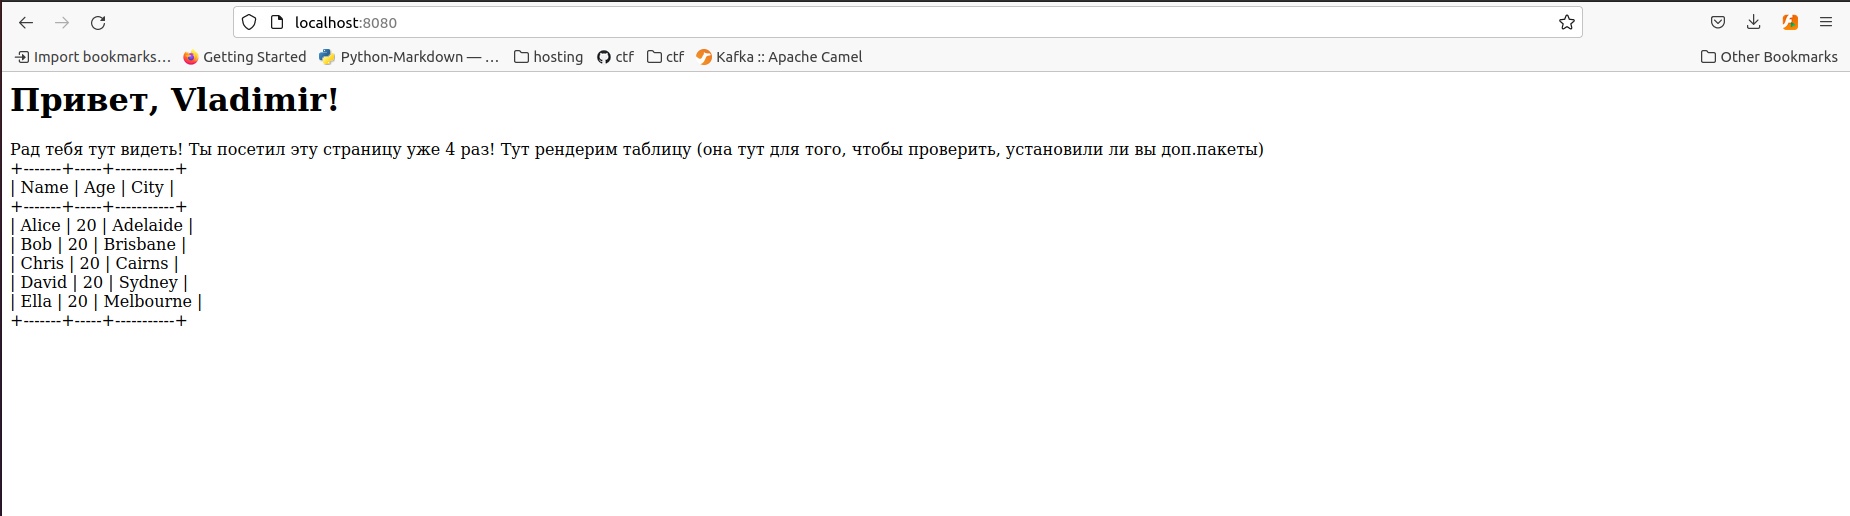 localhost:8080
Import bookmarks… Getting Started Python-Markdown — … hosting ctf ctf Kafka :: Apache Camel Other Bookmarks
Привет, Vladimir!
Рад тебя тут видеть! Ты посетил эту страницу уже 4 раз! Тут рендерим таблицу (она тут для того, чтобы проверить, установили ли вы доп.пакеты)
+-------+-----+-----------+
| Name | Age | City |
+-------+-----+-----------+
| Alice | 20 | Adelaide |
| Bob | 20 | Brisbane |
| Chris | 20 | Cairns |
| David | 20 | Sydney |
| Ella | 20 | Melbourne |
+-------+-----+-----------+